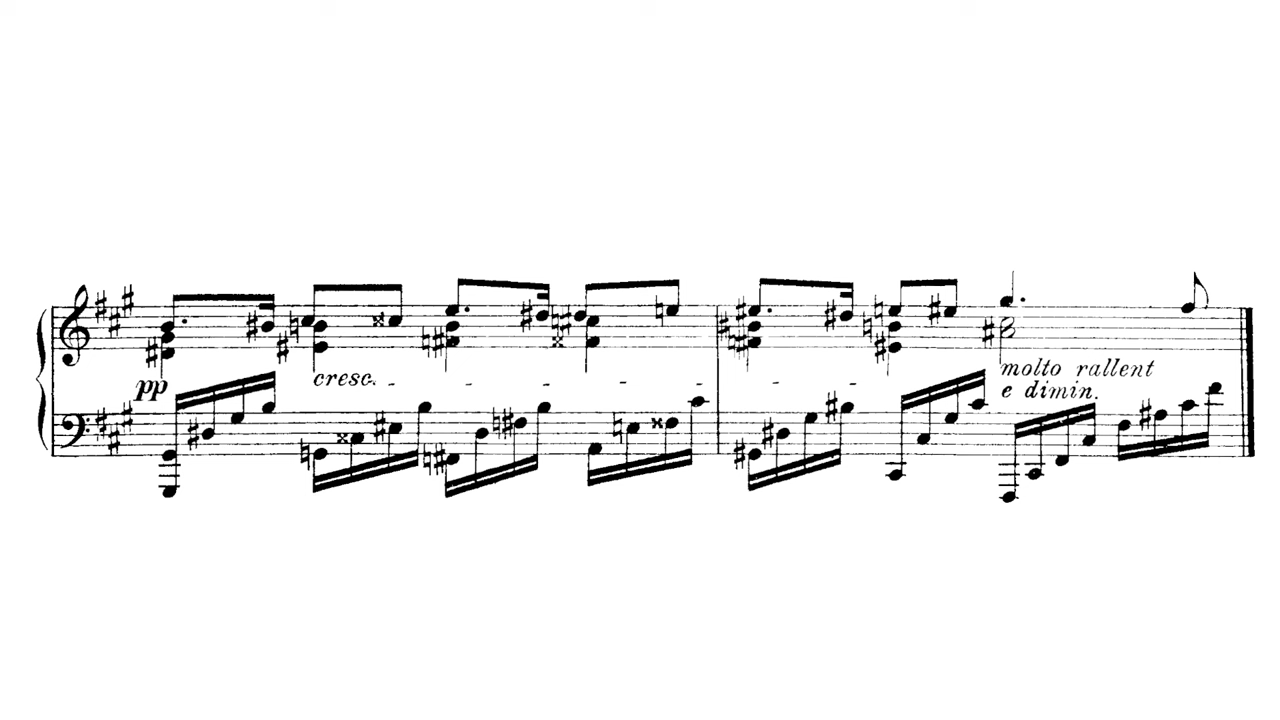 pp
cresc.
molto rallent
e dimin.